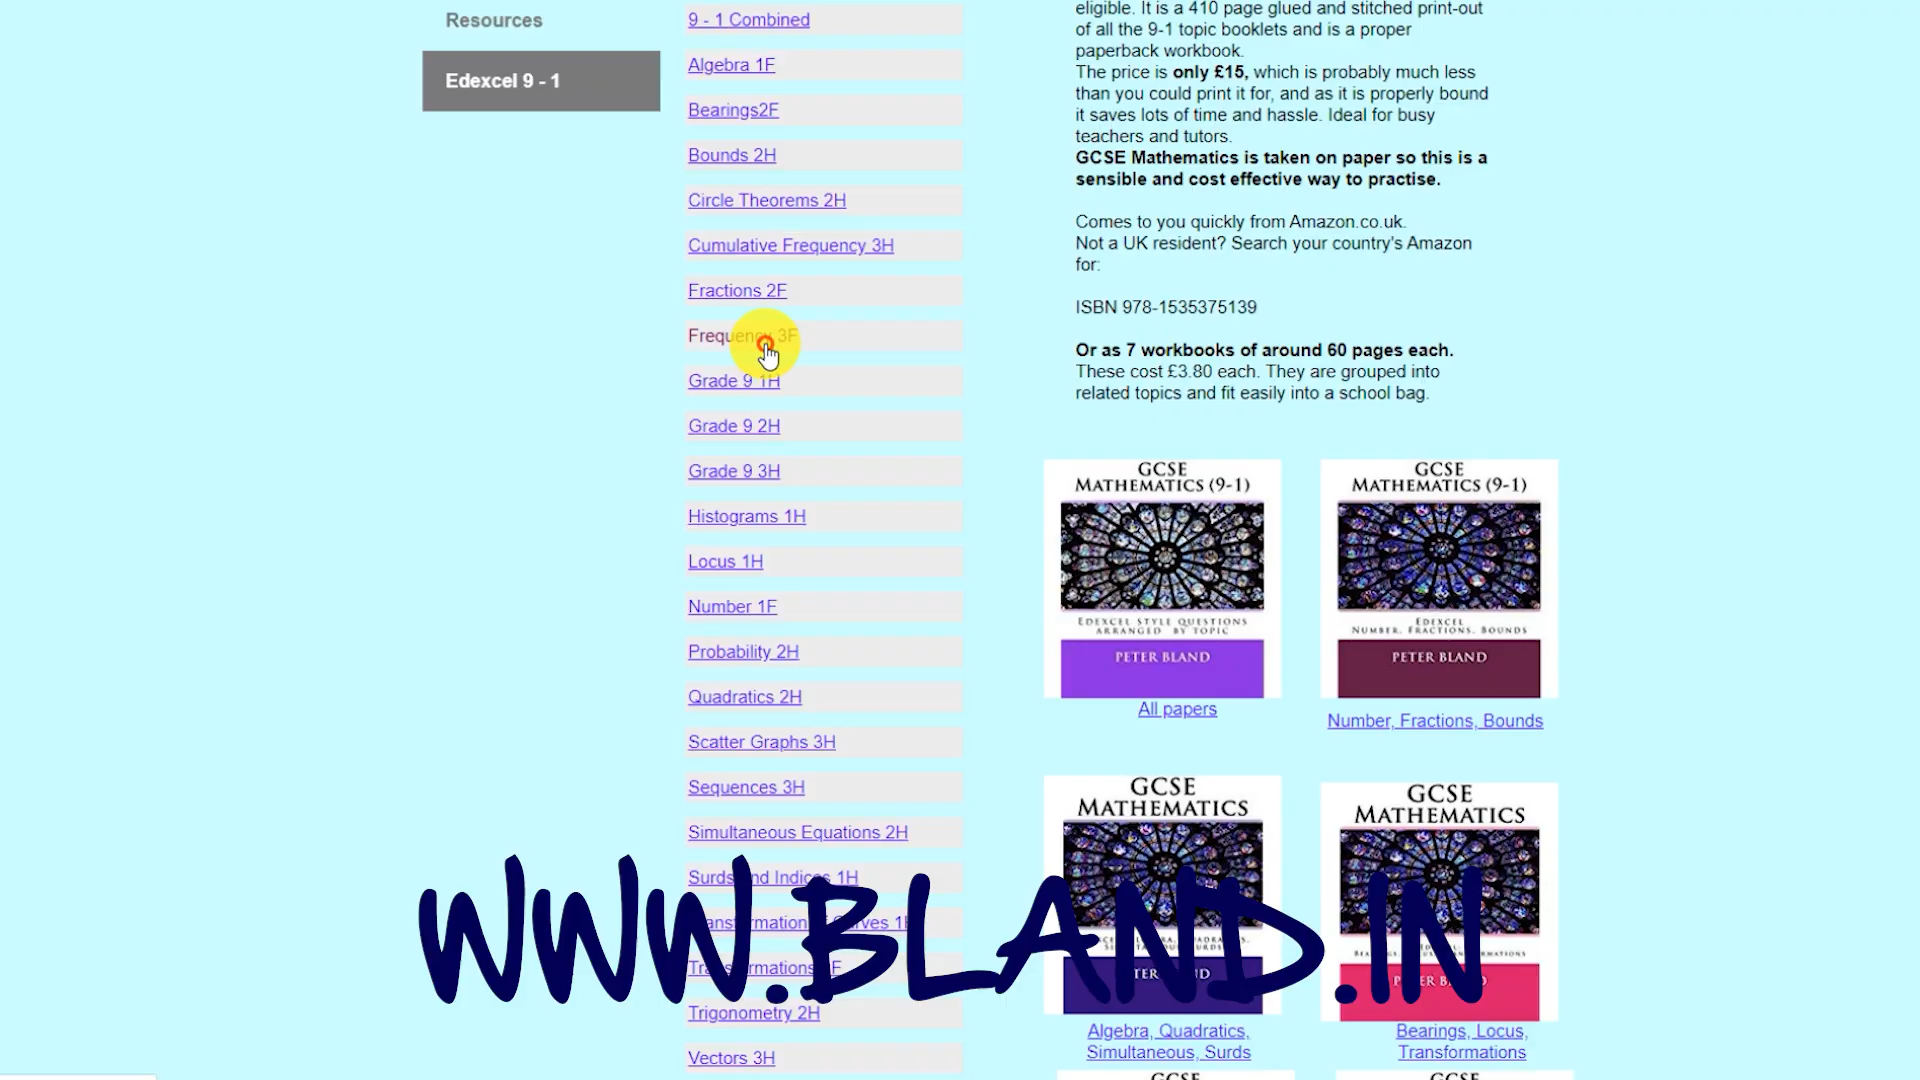 Resources
Edexcel 9 - 1
9 - 1 Combined
Algebra 1F
Bearings2F
Bounds 2H
Circle Theorems 2H
Cumulative Frequency 3H
Fractions 2F
Frequency 3F
Grade 9 1H
Grade 9 2H
Grade 9 3H
Histograms 1H
Locus 1H
Number 1F
Probability 2H
Quadratics 2H
Scatter Graphs 3H
Sequences 3H
Simultaneous Equations 2H
Surds and Indices 1H
Trigonometry 2H
Vectors 3H
eligible. It is a 410 page glued and stitched print-out
of all the 9-1 topic booklets and is a proper
paperback workbook.
The price is only £15, which is probably much less
than you could print it for, and as it is properly bound
it saves lots of time and hassle. Ideal for busy
teachers and tutors.
GCSE Mathematics is taken on paper so this is a
sensible and cost effective way to practise.
Comes to you quickly from Amazon.co.uk.
Not a UK resident? Search your country's Amazon
for:
ISBN 978-1535375139
Or as 7 workbooks of around 60 pages each.
These cost £3.80 each. They are grouped into
related topics and fit easily into a school bag.
GCSE
MATHEMATICS (9-1)
EDEXCEL STYLE QUESTIONS
ARRANGED BY TOPIC
PETER BLAND
All papers
GCSE
MATHEMATICS (9-1)
EDEXCEL
NUMBER, FRACTIONS, BOUNDS
PETER BLAND
Number, Fractions, Bounds
GCSE
MATHEMATICS
Algebra, Quadratics,
Simultaneous, Surds
GCSE
MATHEMATICS
Bearings, Locus,
Transformations
GCSE
GCSE
WWW.BLAND.IN